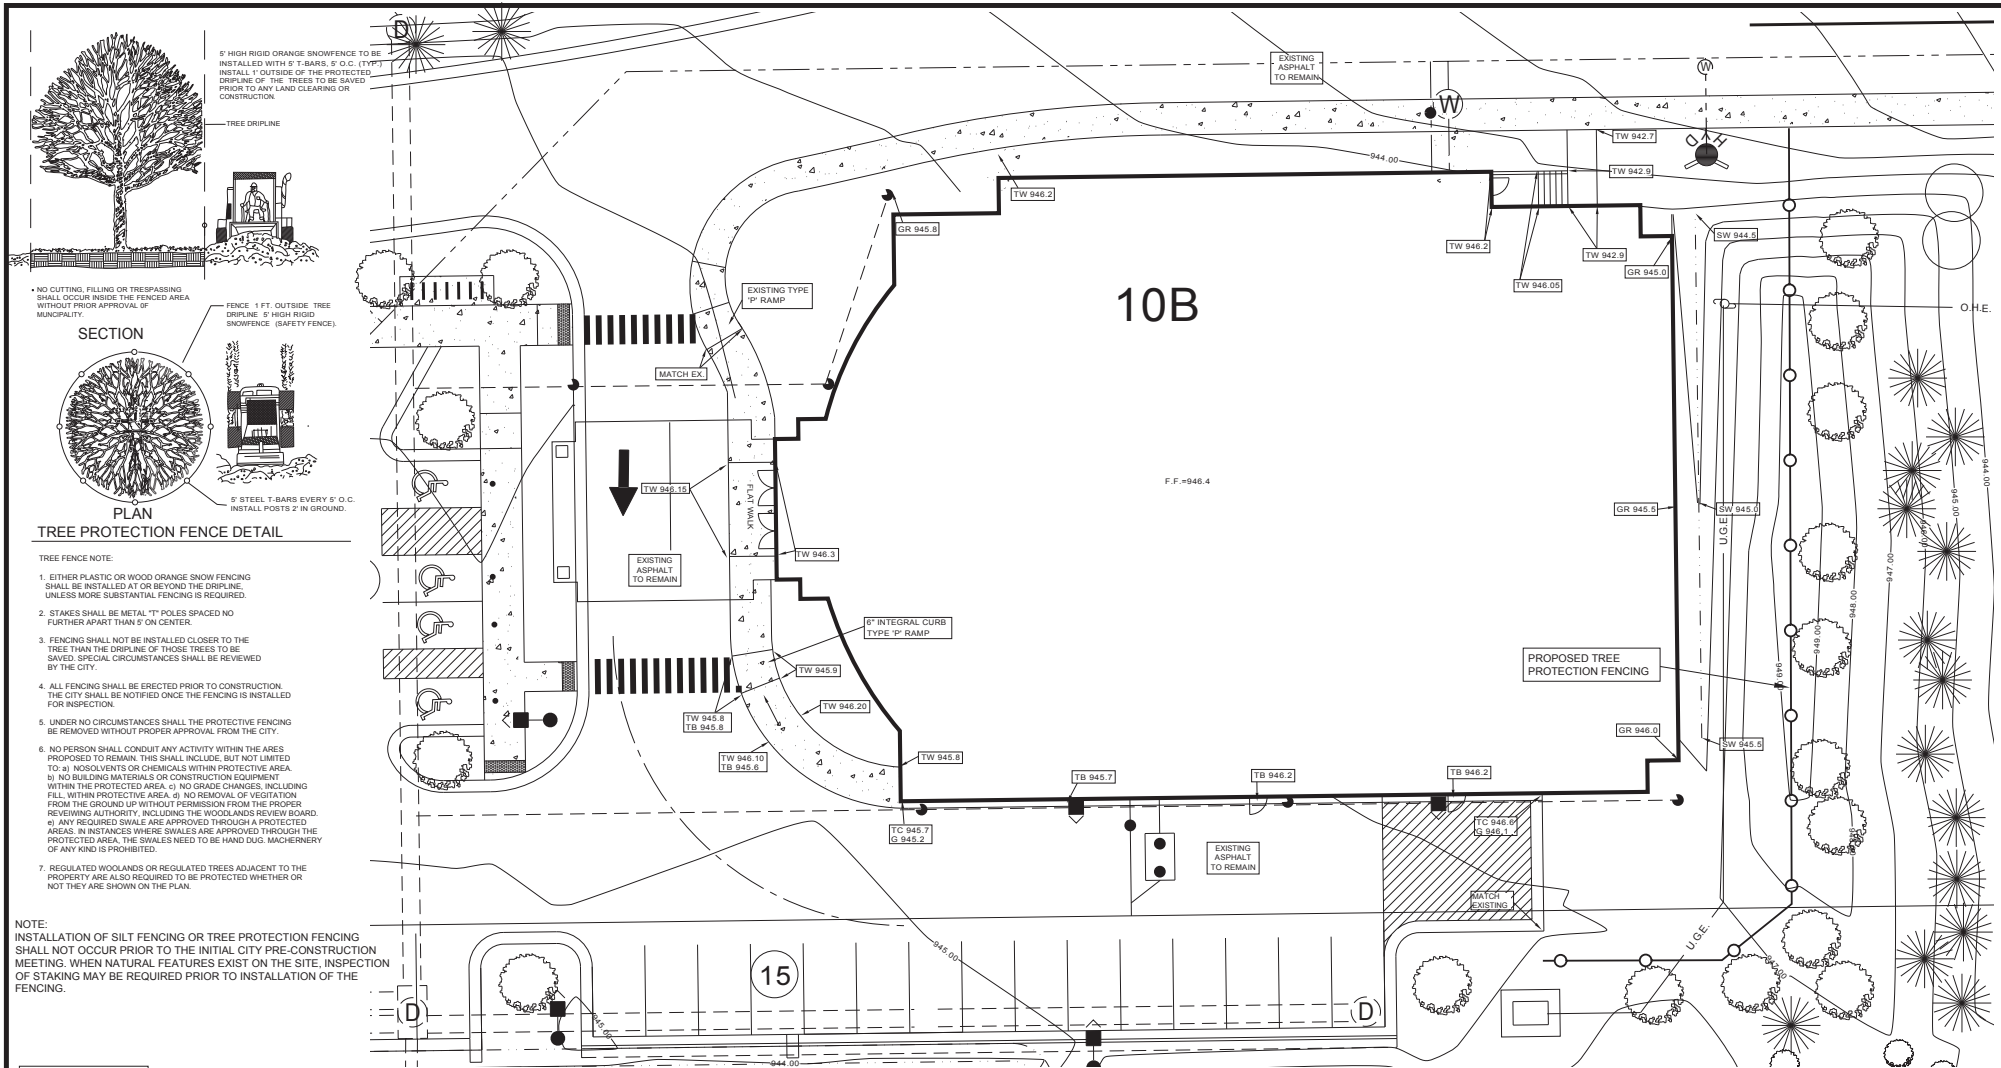 5' HIGH RIGID ORANGE SNOWFENCE TO BE
INSTALLED WITH 5' T-BARS, 5' O.C. (TYP.)
INSTALL 1' OUTSIDE OF THE PROTECTED
DRIPLINE OF THE TREES TO BE SAVED
PRIOR TO ANY LAND CLEARING OR
CONSTRUCTION.
TREE DRIPLINE
• NO CUTTING, FILLING OR TRESPASSING
SHALL OCCUR INSIDE THE FENCED AREA
WITHOUT PRIOR APPROVAL OF
MUNCIPALITY.
FENCE 1 FT. OUTSIDE TREE
DRIPLINE 5' HIGH RIGID
SNOWFENCE (SAFETY FENCE).
SECTION
5' STEEL T-BARS EVERY 5' O.C.
INSTALL POSTS 2' IN GROUND.
PLAN
TREE PROTECTION FENCE DETAIL
TREE FENCE NOTE:
1. EITHER PLASTIC OR WOOD ORANGE SNOW FENCING
SHALL BE INSTALLED AT OR BEYOND THE DRIPLINE,
UNLESS MORE SUBSTANTIAL FENCING IS REQUIRED.
2. STAKES SHALL BE METAL "T" POLES SPACED NO
FURTHER APART THAN 5' ON CENTER.
3. FENCING SHALL NOT BE INSTALLED CLOSER TO THE
TREE THAN THE DRIPLINE OF THOSE TREES TO BE
SAVED. SPECIAL CIRCUMSTANCES SHALL BE REVIEWED
BY THE CITY.
4. ALL FENCING SHALL BE ERECTED PRIOR TO CONSTRUCTION.
THE CITY SHALL BE NOTIFIED ONCE THE FENCING IS INSTALLED
FOR INSPECTION.
5. UNDER NO CIRCUMSTANCES SHALL THE PROTECTIVE FENCING
BE REMOVED WITHOUT PROPER APPROVAL FROM THE CITY.
6. NO PERSON SHALL CONDUIT ANY ACTIVITY WITHIN THE ARES
PROPOSED TO REMAIN. THIS SHALL INCLUDE, BUT NOT LIMITED
TO: a) NOSOLVENTS OR CHEMICALS WITHIN PROTECTIVE AREA.
b) NO BUILDING MATERIALS OR CONSTRUCTION EQUIPMENT
WITHIN THE PROTECTED AREA. c) NO GRADE CHANGES, INCLUDING
FILL, WITHIN PROTECTIVE AREA. d) NO REMOVAL OF VEGITATION
FROM THE GROUND UP WITHOUT PERMISSION FROM THE PROPER
REVEIWING AUTHORITY, INCLUDING THE WOODLANDS REVIEW BOARD.
e) ANY REQUIRED SWALE ARE APPROVED THROUGH A PROTECTED
AREAS. IN INSTANCES WHERE SWALES ARE APPROVED THROUGH THE
PROTECTED AREA, THE SWALES NEED TO BE HAND DUG. MACHERNERY
OF ANY KIND IS PROHIBITED.
7. REGULATED WOOLANDS OR REGULATED TREES ADJACENT TO THE
PROPERTY ARE ALSO REQUIRED TO BE PROTECTED WHETHER OR
NOT THEY ARE SHOWN ON THE PLAN.
NOTE:
INSTALLATION OF SILT FENCING OR TREE PROTECTION FENCING
SHALL NOT OCCUR PRIOR TO THE INITIAL CITY PRE-CONSTRUCTION
MEETING. WHEN NATURAL FEATURES EXIST ON THE SITE, INSPECTION
OF STAKING MAY BE REQUIRED PRIOR TO INSTALLATION OF THE
FENCING.
D
EXISTING
ASPHALT
TO REMAIN
W
W
HYD
TW 942.7
944.00
TW 942.9
TW 946.2
GR 945.8
TW 946.2
TW 942.9
TW 946.05
GR 945.0
SW 944.5
O.H.E.
EXISTING TYPE
'P' RAMP
10B
MATCH EX.
F.F.=946.4
TW 946.15
FLAT WALK
TW 946.3
EXISTING
ASPHALT
TO REMAIN
GR 945.5
SW 945.0
U.G.E
944.00
945.00
946.00
947.00
948.00
949.00
6" INTEGRAL CURB
TYPE 'P' RAMP
TW 945.9
PROPOSED TREE
PROTECTION FENCING
TW 946.20
TW 945.8
TB 945.8
TW 946.10
TB 945.6
TW 945.8
GR 946.0
SW 945.5
TB 945.7
TB 946.2
TB 946.2
TC 945.7
G 945.2
TC 946.6
G 946.1
EXISTING
ASPHALT
TO REMAIN
MATCH
EXISTING
U.G.E.
945.00
947.00
15
D
D
945.00
944.00